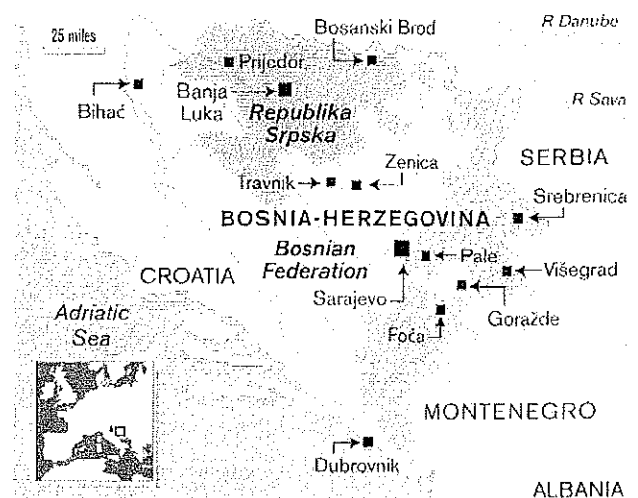 Bosanski Brod
R Danube
25 miles
Prijedor
Bihać
Banja
Luka
Republika
Srpska
R Sava
Zenica
SERBIA
Travnik
Srebrenica
BOSNIA-HERZEGOVINA
Bosnian
Federation
Pale
CROATIA
Višegrad
Sarajevo
Adriatic
Sea
Goražde
Foća
MONTENEGRO
Dubrovnik
ALBANIA